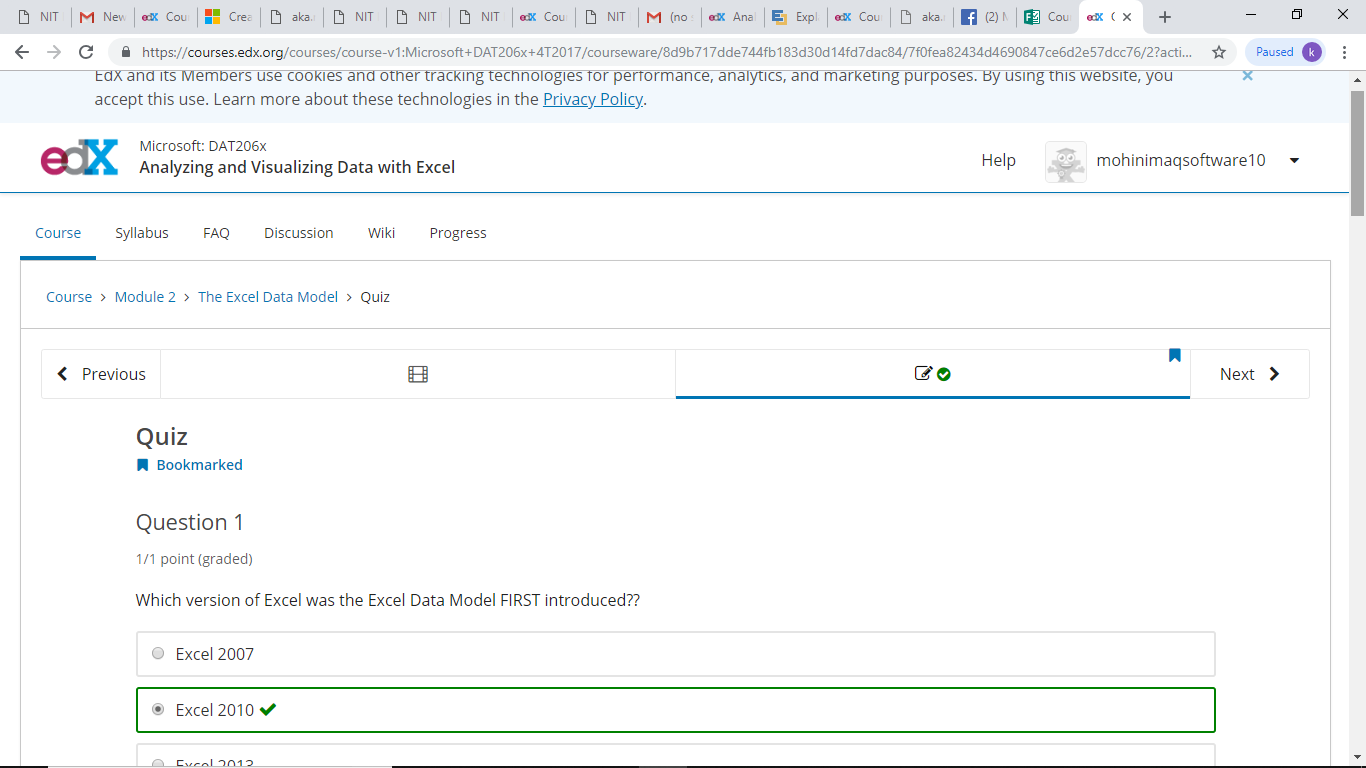 NIT
New
edX Cou
Crea
aka.
NIT
NIT
NIT
edX Cou
NIT
(no s
edX Anal
Expl
edX Cou
aka.
(2) M
Cou
edX C
https://courses.edx.org/courses/course-v1:Microsoft+DAT206x+4T2017/courseware/8d9b717dde744fb183d30d14fd7dac84/7f0fea82434d4690847ce6d2e57dcc76/2?acti...
Paused k
EdX and its Members use cookies and other tracking technologies for performance, analytics, and marketing purposes. By using this website, you
accept this use. Learn more about these technologies in the Privacy Policy.
edX
Microsoft: DAT206x
Analyzing and Visualizing Data with Excel
Help
mohinimaqsoftware10
Course Syllabus FAQ Discussion Wiki Progress
Course > Module 2 > The Excel Data Model > Quiz
Previous
Next
Quiz
Bookmarked
Question 1
1/1 point (graded)
Which version of Excel was the Excel Data Model FIRST introduced??
Excel 2007
Excel 2010
Excel 2013